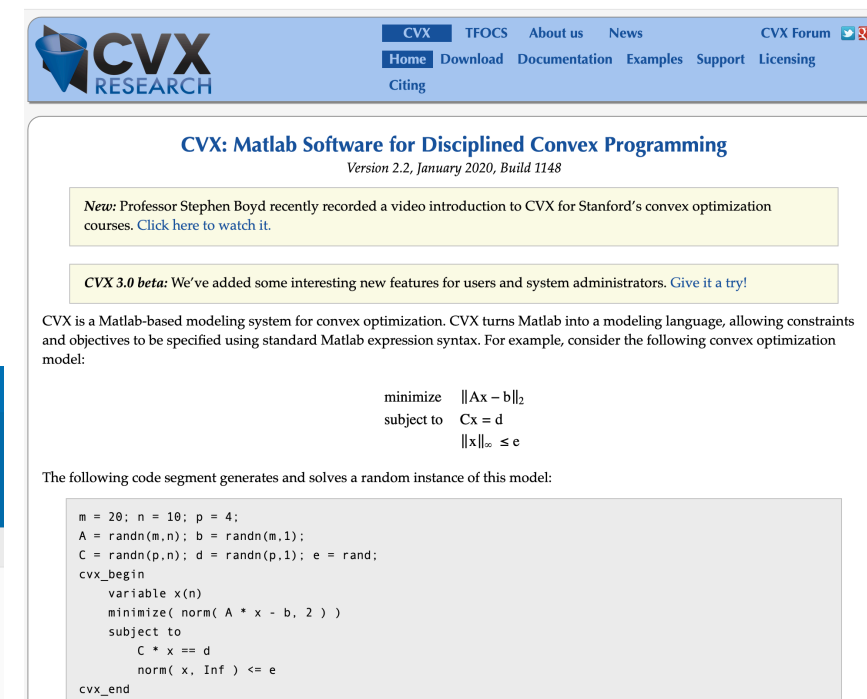 CVX
RESEARCH
CVX TFOCS About us News CVX Forum
Home Download Documentation Examples Support Licensing
Citing
CVX: Matlab Software for Disciplined Convex Programming
Version 2.2, January 2020, Build 1148
New: Professor Stephen Boyd recently recorded a video introduction to CVX for Stanford's convex optimization
courses. Click here to watch it.
CVX 3.0 beta: We've added some interesting new features for users and system administrators. Give it a try!
CVX is a Matlab-based modeling system for convex optimization. CVX turns Matlab into a modeling language, allowing constraints
and objectives to be specified using standard Matlab expression syntax. For example, consider the following convex optimization
model:
minimize ‖Ax − b‖₂
subject to Cx = d
‖x‖∞ ≤ e
The following code segment generates and solves a random instance of this model:
m = 20; n = 10; p = 4;
A = randn(m,n); b = randn(m,1);
C = randn(p,n); d = randn(p,1); e = rand;
cvx_begin
    variable x(n)
    minimize( norm( A * x - b, 2 ) )
    subject to
        C * x == d
        norm( x, Inf ) <= e
cvx_end